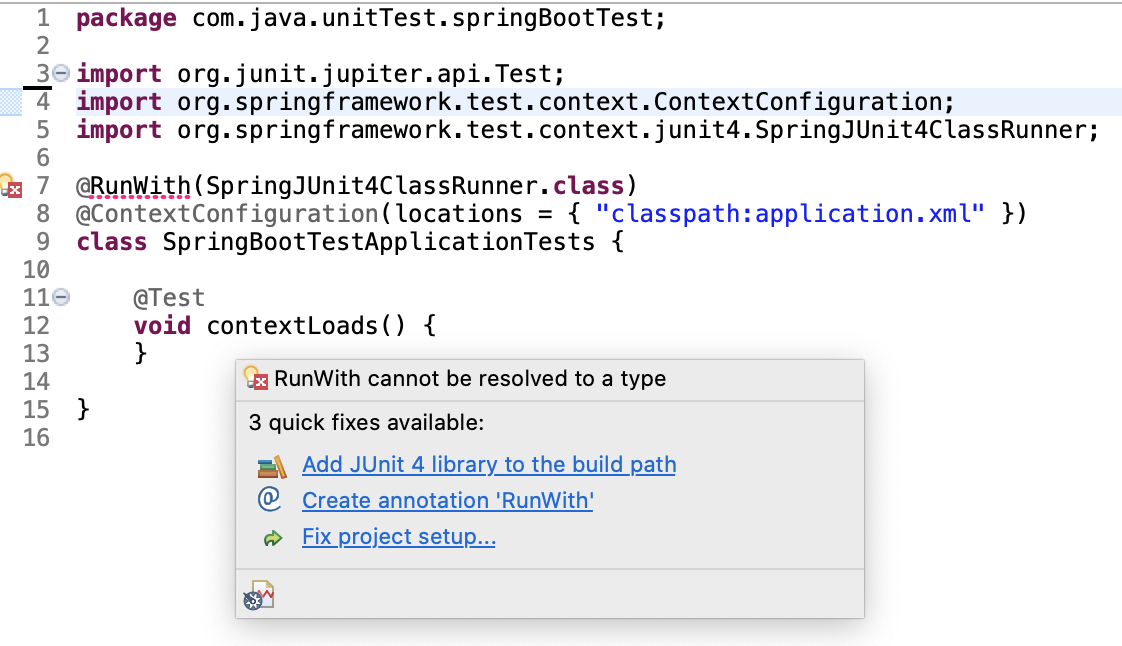 1 package com.java.unitTest.springBootTest;
2
3 import org.junit.jupiter.api.Test;
4 import org.springframework.test.context.ContextConfiguration;
5 import org.springframework.test.context.junit4.SpringJUnit4ClassRunner;
6
7 @RunWith(SpringJUnit4ClassRunner.class)
8 @ContextConfiguration(locations = { "classpath:application.xml" })
9 class SpringBootTestApplicationTests {
10
11     @Test
12     void contextLoads() {
13     }
14
15 }
16
RunWith cannot be resolved to a type
3 quick fixes available:
Add JUnit 4 library to the build path
Create annotation 'RunWith'
Fix project setup...